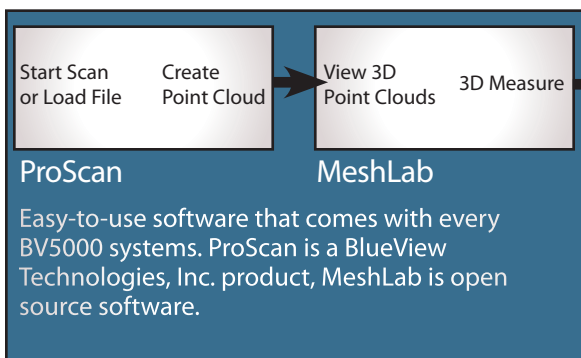 Start Scan
or Load File
Create
Point Cloud
View 3D
Point Clouds
3D Measure
ProScan
MeshLab
Easy-to-use software that comes with every
BV5000 systems. ProScan is a BlueView
Technologies, Inc. product, MeshLab is open
source software.